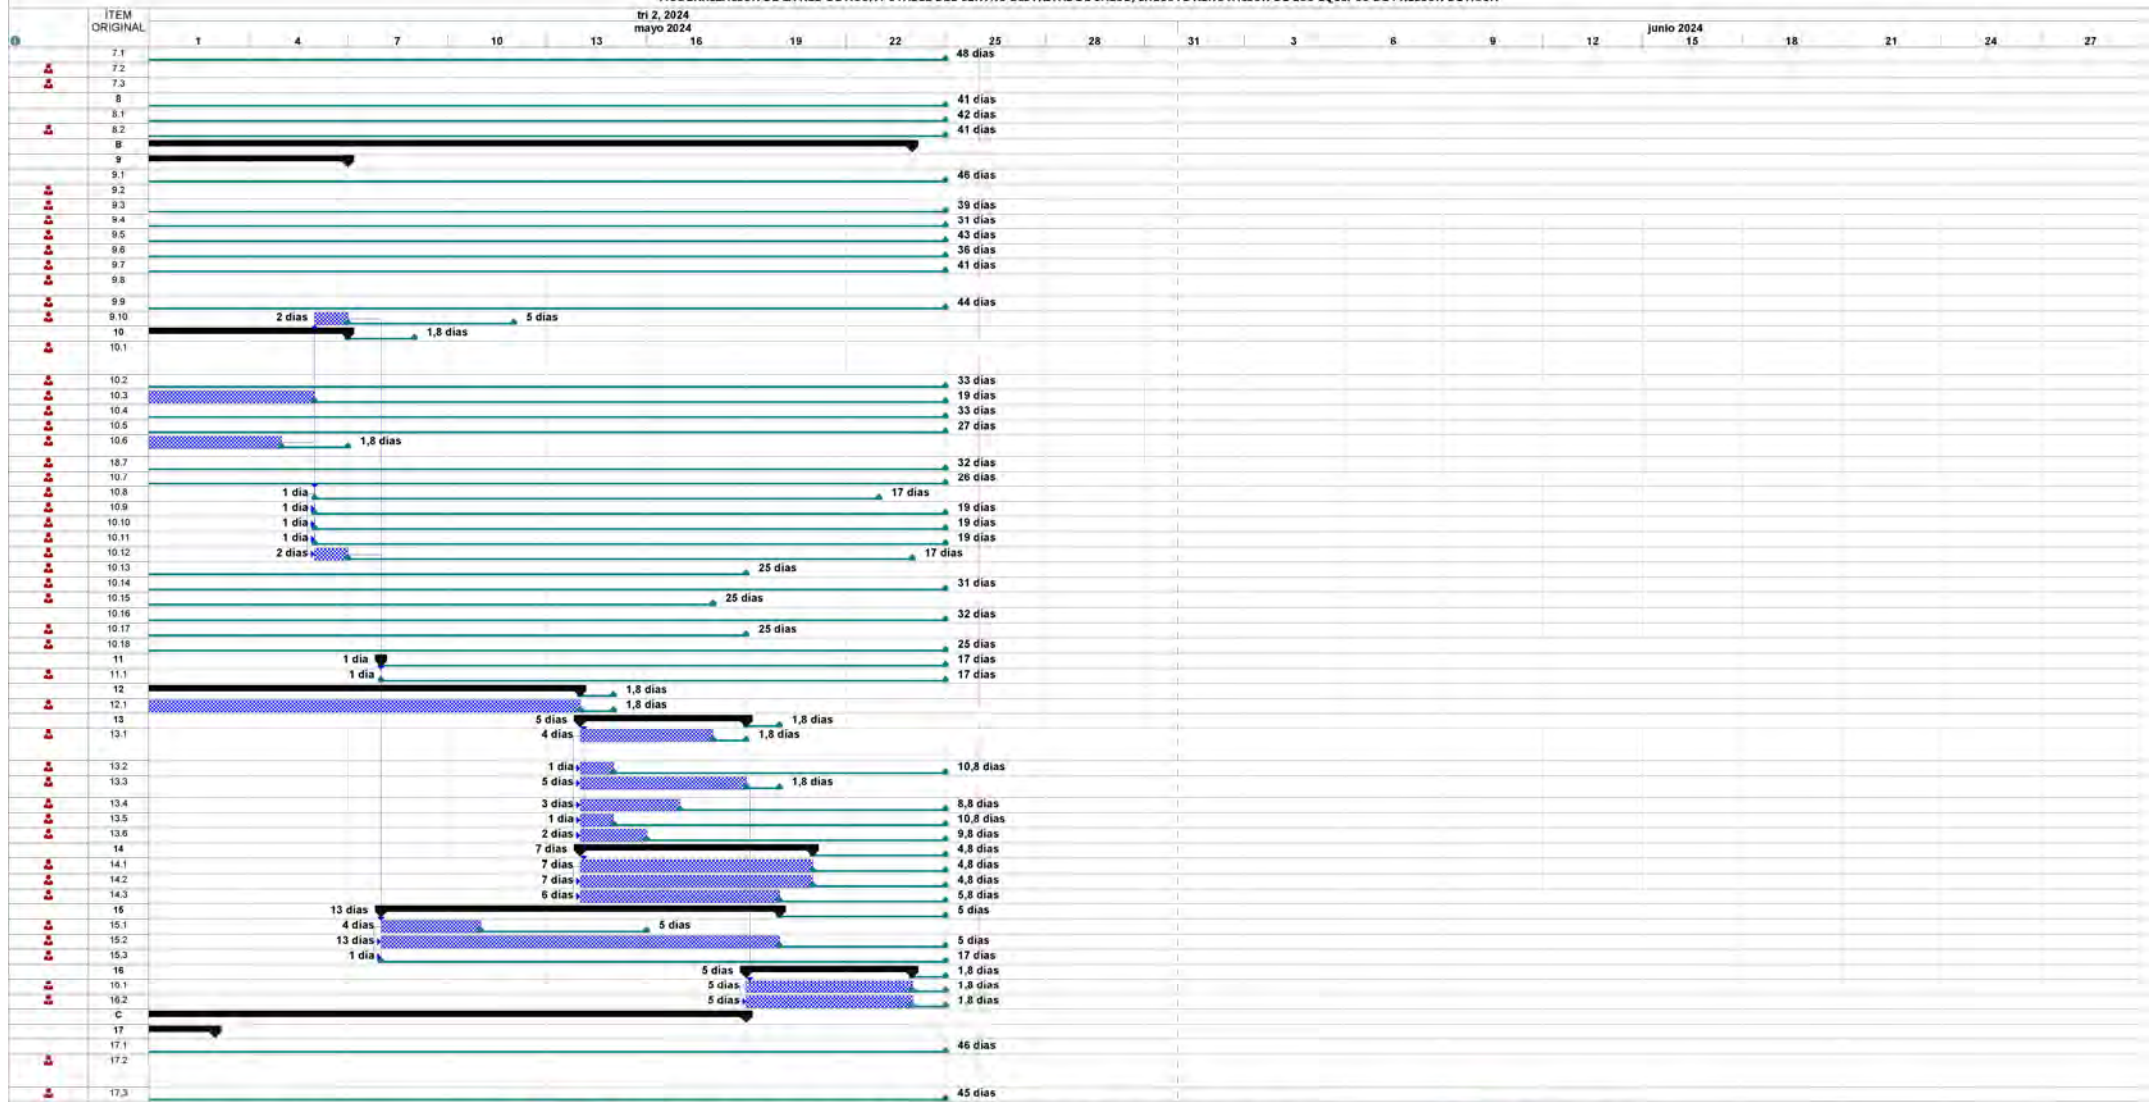 ÍTEM tri 2, 2024
ORIGINAL mayo 2024 junio 2024
1 4 7 10 13 16 19 22 25 28 31 3 6 9 12 15 18 21 24 27
7.1 48 días
7.2
7.3
8 41 días
8.1 42 días
8.2 41 días
B
9
9.1 46 días
9.2
9.3 39 días
9.4 31 días
9.5 43 días
9.6 36 días
9.7 41 días
9.8
9.9 44 días
9.10 2 días 5 días
10 1,8 días
10.1
10.2 33 días
10.3 19 días
10.4 33 días
10.5 27 días
10.6 1,8 días
18.7 32 días
10.7 26 días
10.8 1 día 17 días
10.9 1 día 19 días
10.10 1 día 19 días
10.11 1 día 19 días
10.12 2 días 17 días
10.13 25 días
10.14 31 días
10.15 25 días
10.16 32 días
10.17 25 días
10.18 25 días
11 1 día 17 días
11.1 1 día 17 días
12 1,8 días
12.1 1,8 días
13 5 días 1,8 días
13.1 4 días 1,8 días
13.2 1 día 10,8 días
13.3 5 días 1,8 días
13.4 3 días 8,8 días
13.5 1 día 10,8 días
13.6 2 días 9,8 días
14 7 días 4,8 días
14.1 7 días 4,8 días
14.2 7 días 4,8 días
14.3 6 días 5,8 días
15 13 días 5 días
15.1 4 días 5 días
15.2 13 días 5 días
15.3 1 día 17 días
16 5 días 1,8 días
16.1 5 días 1,8 días
16.2 5 días 1,8 días
C
17
17.1 46 días
17.2
17.3 45 días